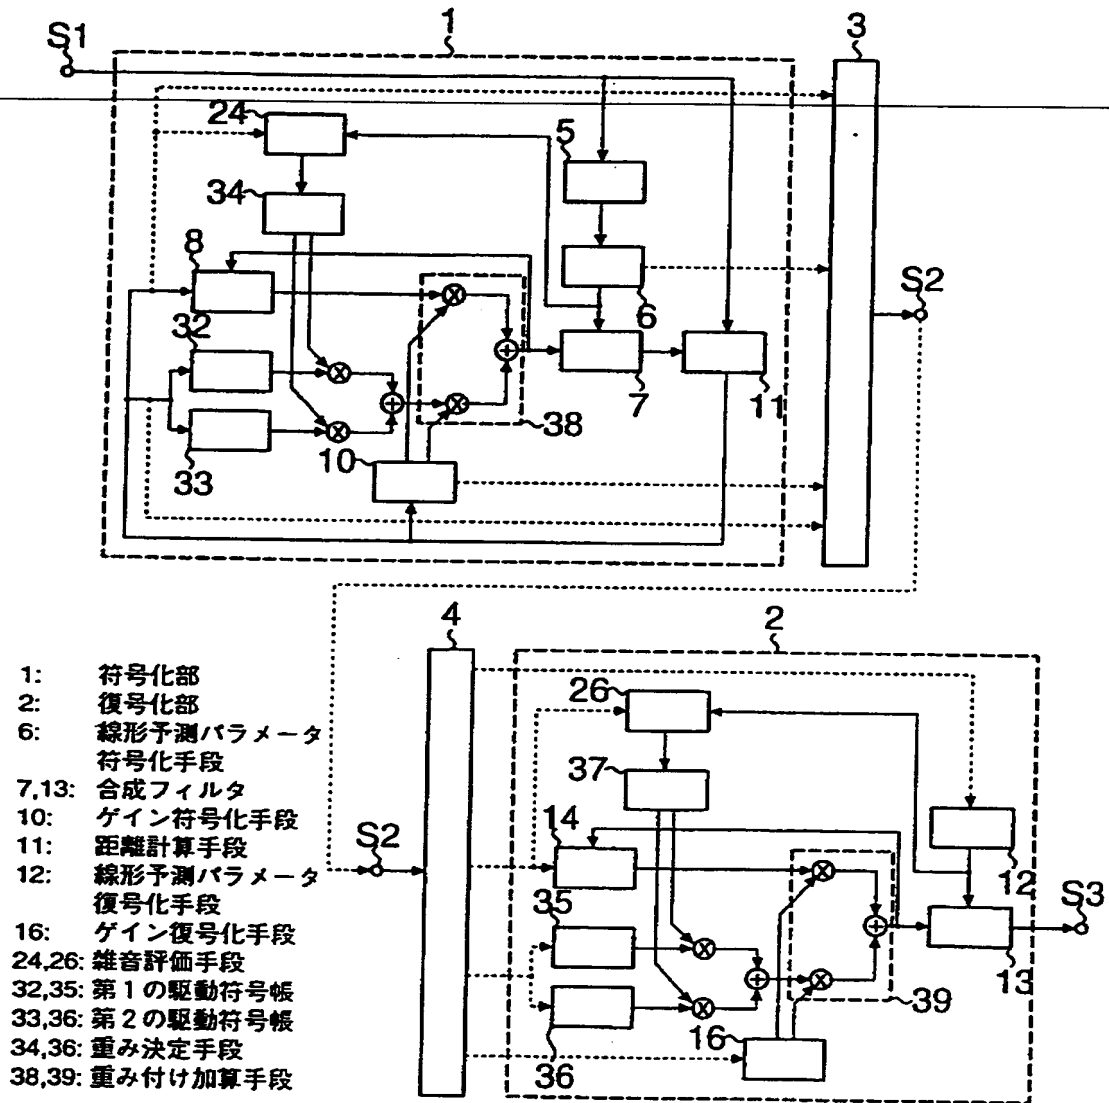 S1
1
3
24
5
34
8
6
S2
32
7
11
38
33
10
4
2
26
37
14
12
S2
35
S3
13
39
16
36
1: 符号化部
2: 復号化部
6: 線形予測パラメータ
符号化手段
7,13: 合成フィルタ
10: ゲイン符号化手段
11: 距離計算手段
12: 線形予測パラメータ
復号化手段
16: ゲイン復号化手段
24,26: 雑音評価手段
32,35: 第1の駆動符号帳
33,36: 第2の駆動符号帳
34,36: 重み決定手段
38,39: 重み付け加算手段